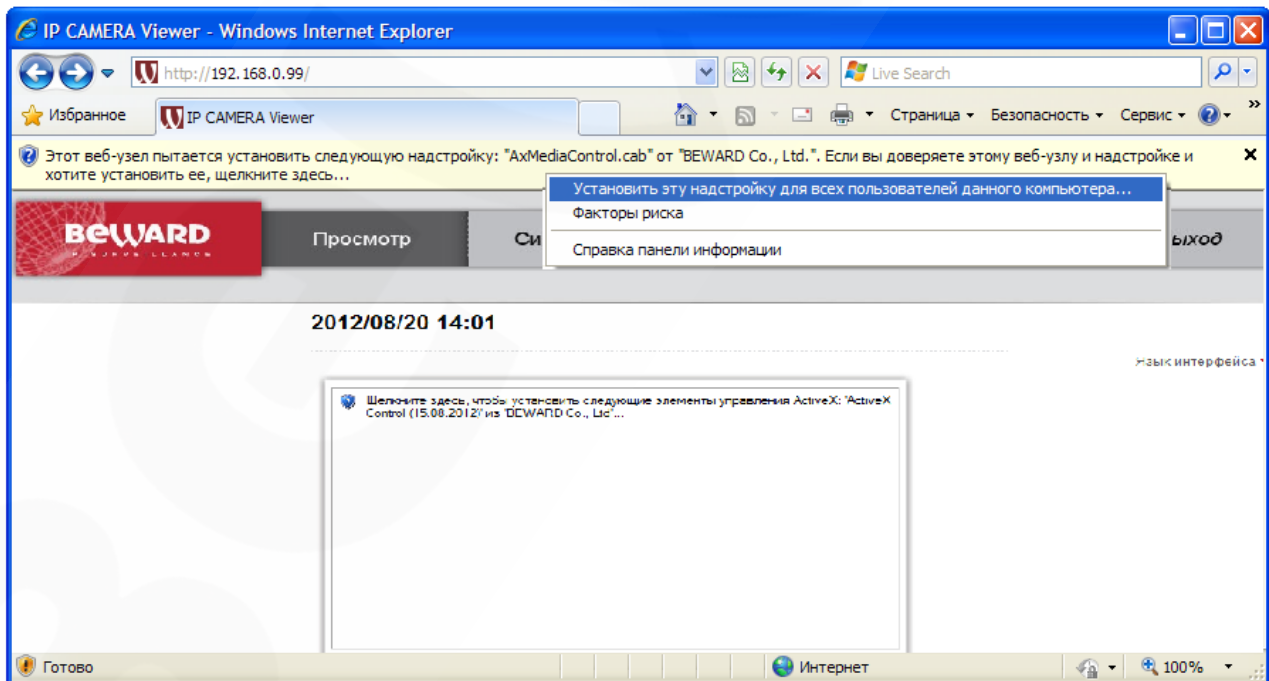 IP CAMERA Viewer - Windows Internet Explorer
http://192.168.0.99/
Live Search
Избранное
IP CAMERA Viewer
Страница
Безопасность
Сервис
Этот веб-узел пытается установить следующую надстройку: "AxMediaControl.cab" от "BEWARD Co., Ltd.". Если вы доверяете этому веб-узлу и надстройке и
хотите установить ее, щелкните здесь...
Установить эту надстройку для всех пользователей данного компьютера...
Факторы риска
Справка панели информации
BEWARD
Просмотр
Си
ыход
2012/08/20 14:01
Язык интерфейса
Щелкните здесь, чтобы установить следующие элементы управления ActiveX: 'ActiveX
Control (15.08.2012)' из 'BEWARD Co., Ltd'...
Готово
Интернет
100%